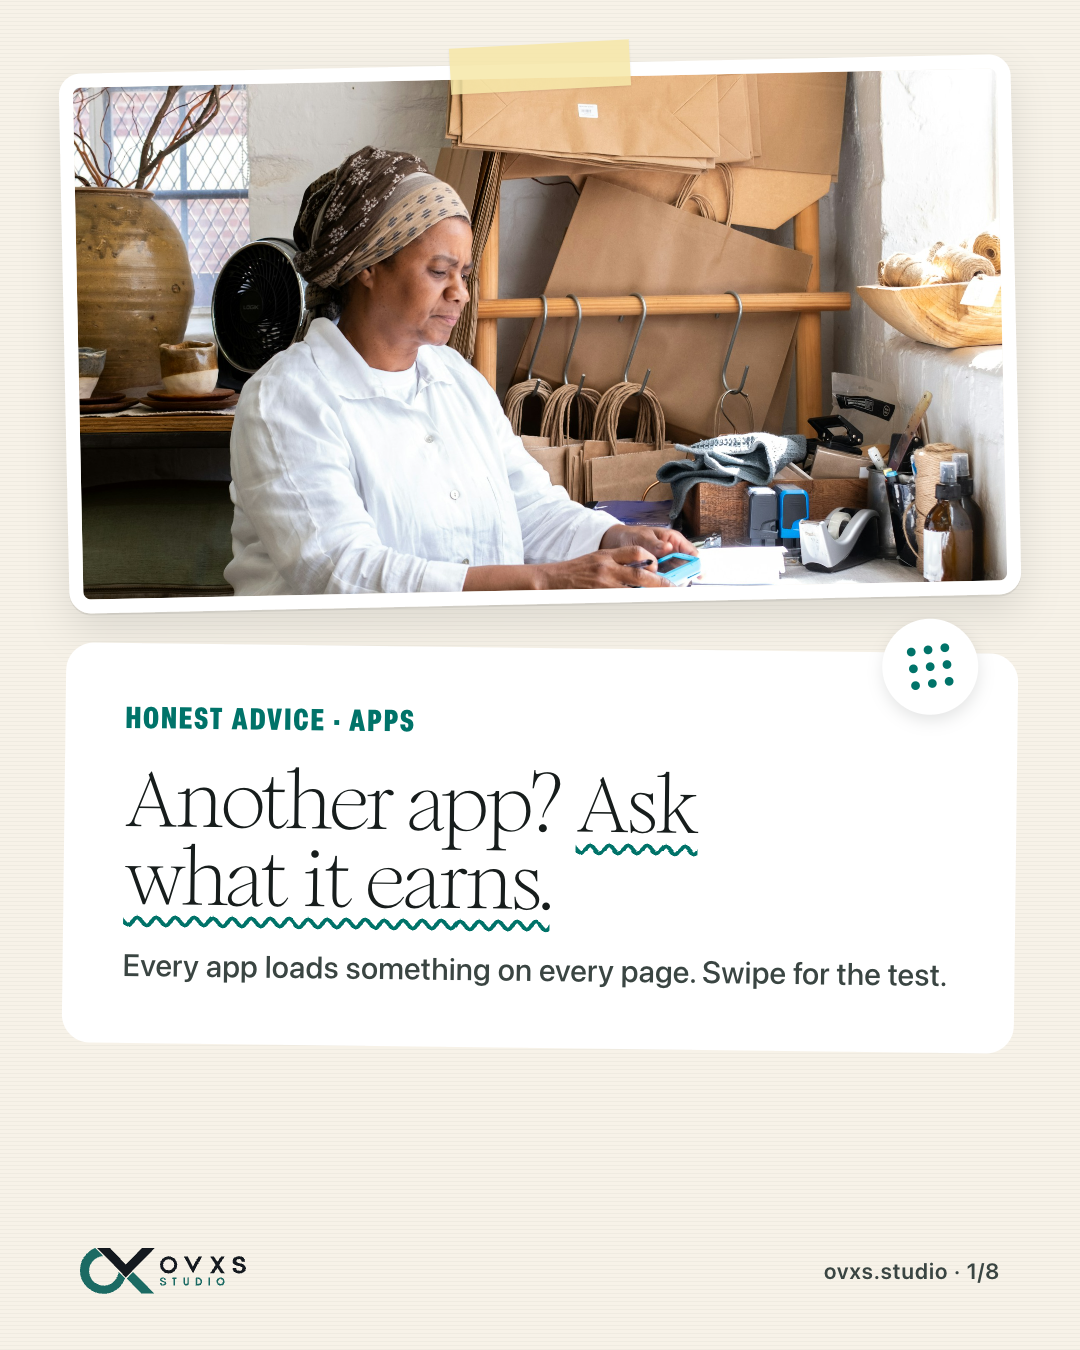 HONEST ADVICE · APPS
Another app? Ask
what it earns.
Every app loads something on every page. Swipe for the test.
OVXS
STUDIO
ovxs.studio · 1/8